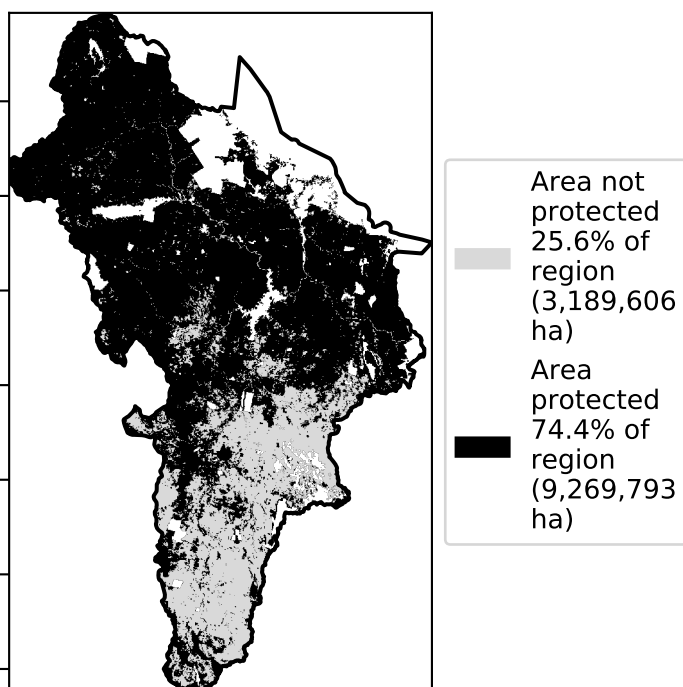 Area not
protected
25.6% of
region
(3,189,606
ha)
Area
protected
74.4% of
region
(9,269,793
ha)